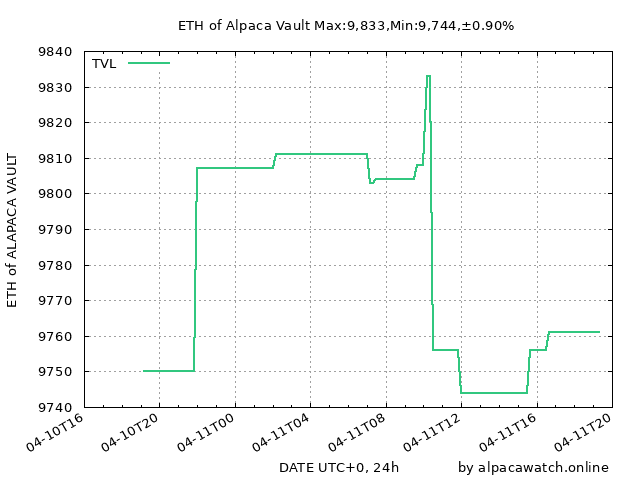 ETH of Alpaca Vault Max:9,833,Min:9,744,±0.90%
TVL
ETH of ALAPACA VAULT
9840
9830
9820
9810
9800
9790
9780
9770
9760
9750
9740
04-10T16
04-10T20
04-11T00
04-11T04
04-11T08
04-11T12
04-11T16
04-11T20
DATE UTC+0, 24h
by alpacawatch.online